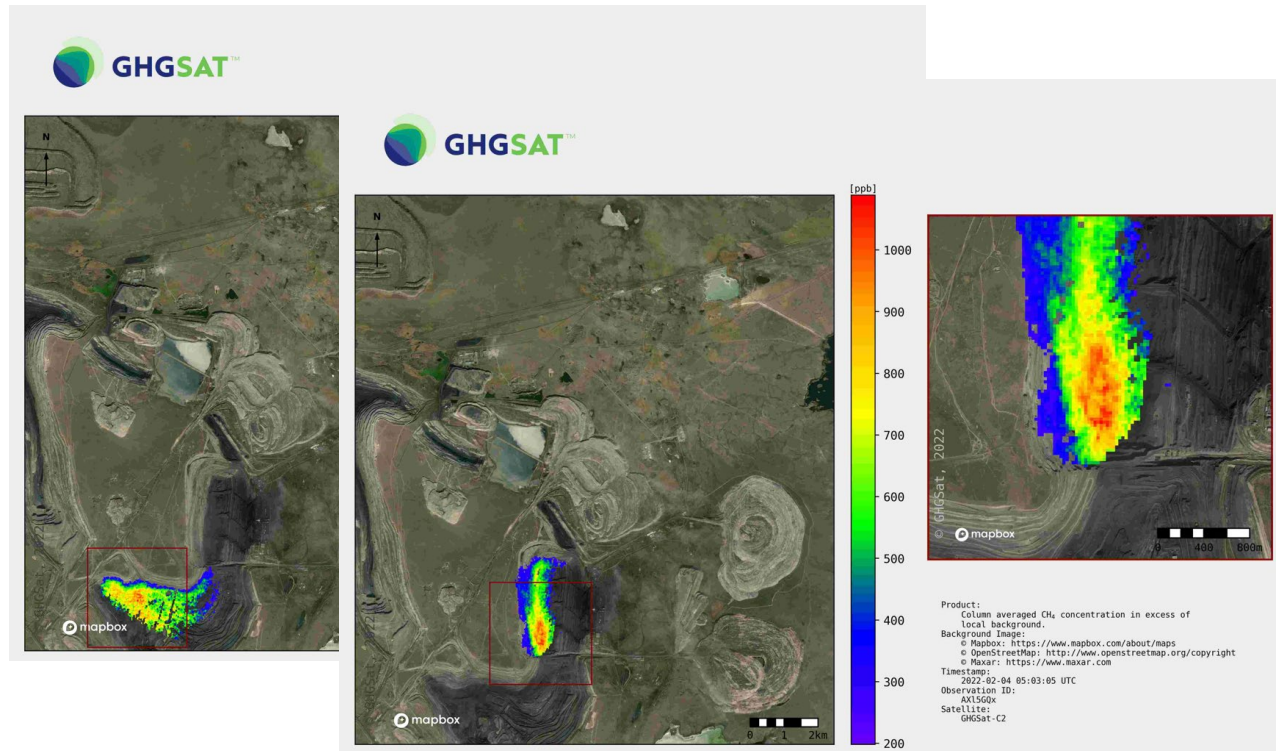 GHGSAT™
N
mapbox
GHGSAT™
N
mapbox
0 1 2km
[ppb]
1000
900
800
700
600
500
400
300
200
© GHGSat, 2022
mapbox
0 400 800m
Product:
Column averaged CH₄ concentration in excess of
local background.
Background Image:
© Mapbox: https://www.mapbox.com/about/maps
© OpenStreetMap: http://www.openstreetmap.org/copyright
© Maxar: https://www.maxar.com
Timestamp:
2022-02-04 05:03:05 UTC
Observation ID:
AXl5GQx
Satellite:
GHGSat-C2